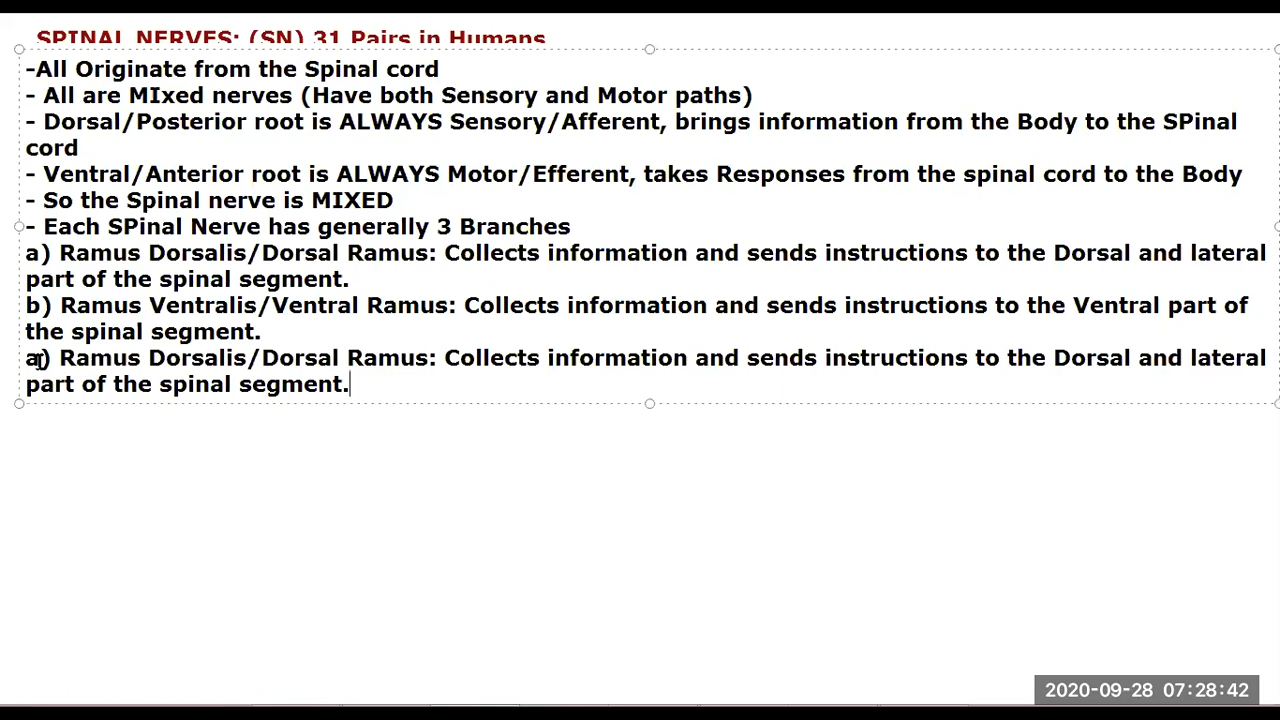 SPINAL NERVES: (SN) 31 Pairs in Humans
-All Originate from the Spinal cord
- All are MIxed nerves (Have both Sensory and Motor paths)
- Dorsal/Posterior root is ALWAYS Sensory/Afferent, brings information from the Body to the SPinal
cord
- Ventral/Anterior root is ALWAYS Motor/Efferent, takes Responses from the spinal cord to the Body
- So the Spinal nerve is MIXED
- Each SPinal Nerve has generally 3 Branches
a) Ramus Dorsalis/Dorsal Ramus: Collects information and sends instructions to the Dorsal and lateral
part of the spinal segment.
b) Ramus Ventralis/Ventral Ramus: Collects information and sends instructions to the Ventral part of
the spinal segment.
a) Ramus Dorsalis/Dorsal Ramus: Collects information and sends instructions to the Dorsal and lateral
part of the spinal segment.
2020-09-28 07:28:42